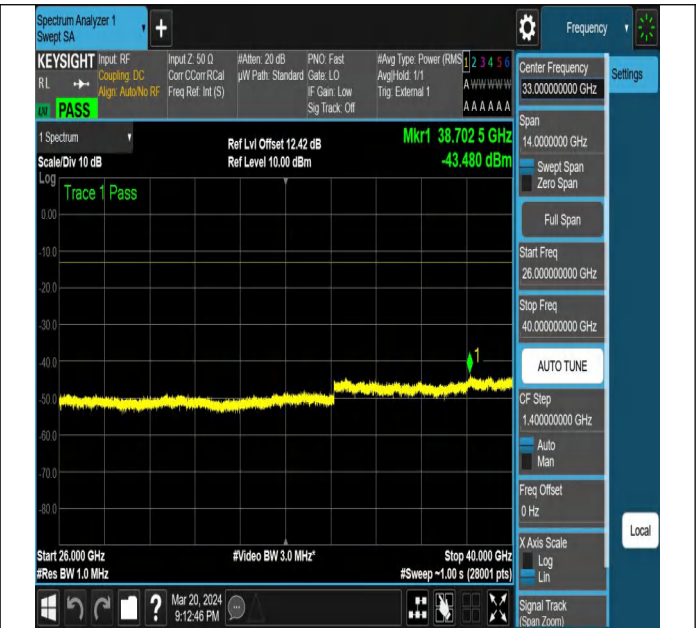 Spectrum Analyzer 1
Swept SA
+
Frequency
KEYSIGHT
RL
PASS
Input: RF
Coupling: DC
Align: Auto/No RF
Input Z: 50 Ω
Corr CCorr RCal
Freq Ref: Int (S)
#Atten: 20 dB
µW Path: Standard
PNO: Fast
Gate: LO
IF Gain: Low
Sig Track: Off
#Avg Type: Power (RMS
Avg|Hold: 1/1
Trig: External 1
1 2 3 4 5 6
A W W W W W
A A A A A A
1 Spectrum
Scale/Div 10 dB
Ref Lvl Offset 12.42 dB
Ref Level 10.00 dBm
Mkr1 38.702 5 GHz
-43.480 dBm
Log
Trace 1 Pass
0.00
-10.0
-20.0
-30.0
-40.0
1
-50.0
-60.0
-70.0
-80.0
Start 26.000 GHz
#Res BW 1.0 MHz
#Video BW 3.0 MHz*
Stop 40.000 GHz
#Sweep ~1.00 s (28001 pts)
Mar 20, 2024
9:12:46 PM
?
Center Frequency
33.000000000 GHz
Settings
Span
14.0000000 GHz
Swept Span
Zero Span
Full Span
Start Freq
26.000000000 GHz
Stop Freq
40.000000000 GHz
AUTO TUNE
CF Step
1.400000000 GHz
Auto
Man
Freq Offset
0 Hz
X Axis Scale
Log
Lin
Local
Signal Track
(Span Zoom)